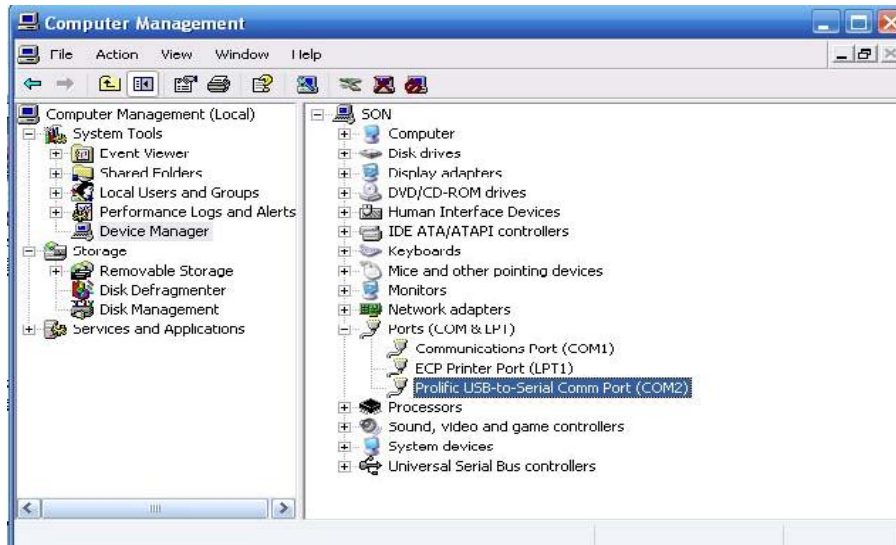 Computer Management
File Action View Window Help
Computer Management (Local)
System Tools
Event Viewer
Shared Folders
Local Users and Groups
Performance Logs and Alerts
Device Manager
Storage
Removable Storage
Disk Defragmenter
Disk Management
Services and Applications
SON
Computer
Disk drives
Display adapters
DVD/CD-ROM drives
Human Interface Devices
IDE ATA/ATAPI controllers
Keyboards
Mice and other pointing devices
Monitors
Network adapters
Ports (COM & LPT)
Communications Port (COM1)
ECP Printer Port (LPT1)
Prolific USB-to-Serial Comm Port (COM2)
Processors
Sound, video and game controllers
System devices
Universal Serial Bus controllers